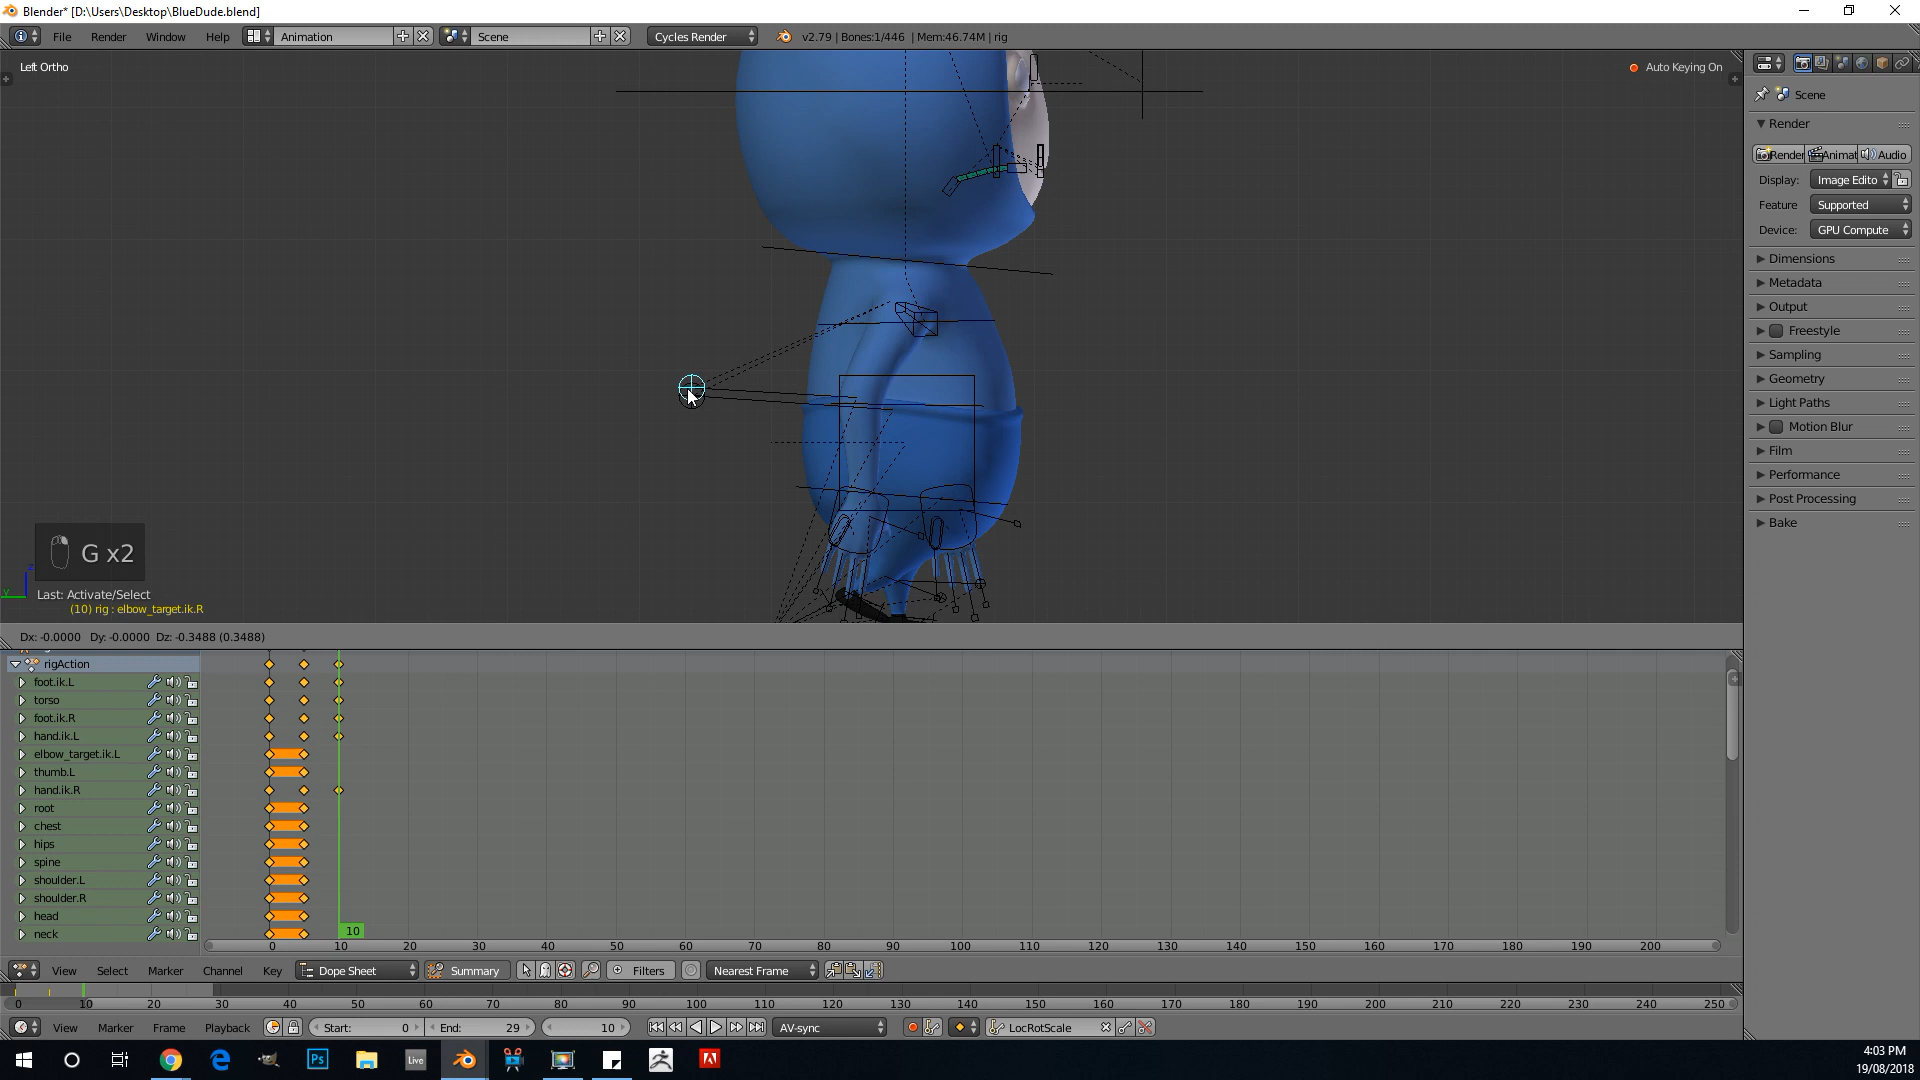 Blender* [D:\Users\Desktop\BlueDude.blend]
File Render Window Help Animation Scene Cycles Render v2.79 | Bones:1/446 | Mem:46.74M | rig
Left Ortho
Auto Keying On
Scene
Render
Render Animat Audio
Display: Image Edito
Feature Supported
Device: GPU Compute
Dimensions
Metadata
Output
Freestyle
Sampling
Geometry
Light Paths
Motion Blur
Film
Performance
Post Processing
Bake
G x2
Last: Activate/Select
(10) rig : elbow_target.ik.R
Dx: -0.0000 Dy: -0.0000 Dz: -0.3488 (0.3488)
rigAction
foot.ik.L
torso
foot.ik.R
hand.ik.L
elbow_target.ik.L
thumb.L
hand.ik.R
root
chest
hips
spine
shoulder.L
shoulder.R
head
neck
10
0 10 20 30 40 50 60 70 80 90 100 110 120 130 140 150 160 170 180 190 200
View Select Marker Channel Key Dope Sheet Summary Filters Nearest Frame
0 10 20 30 40 50 60 70 80 90 100 110 120 130 140 150 160 170 180 190 200 210 220 230 240 250
View Marker Frame Playback Start: 0 End: 29 10 AV-sync LocRotScale
Ps Live
4:03 PM
19/08/2018